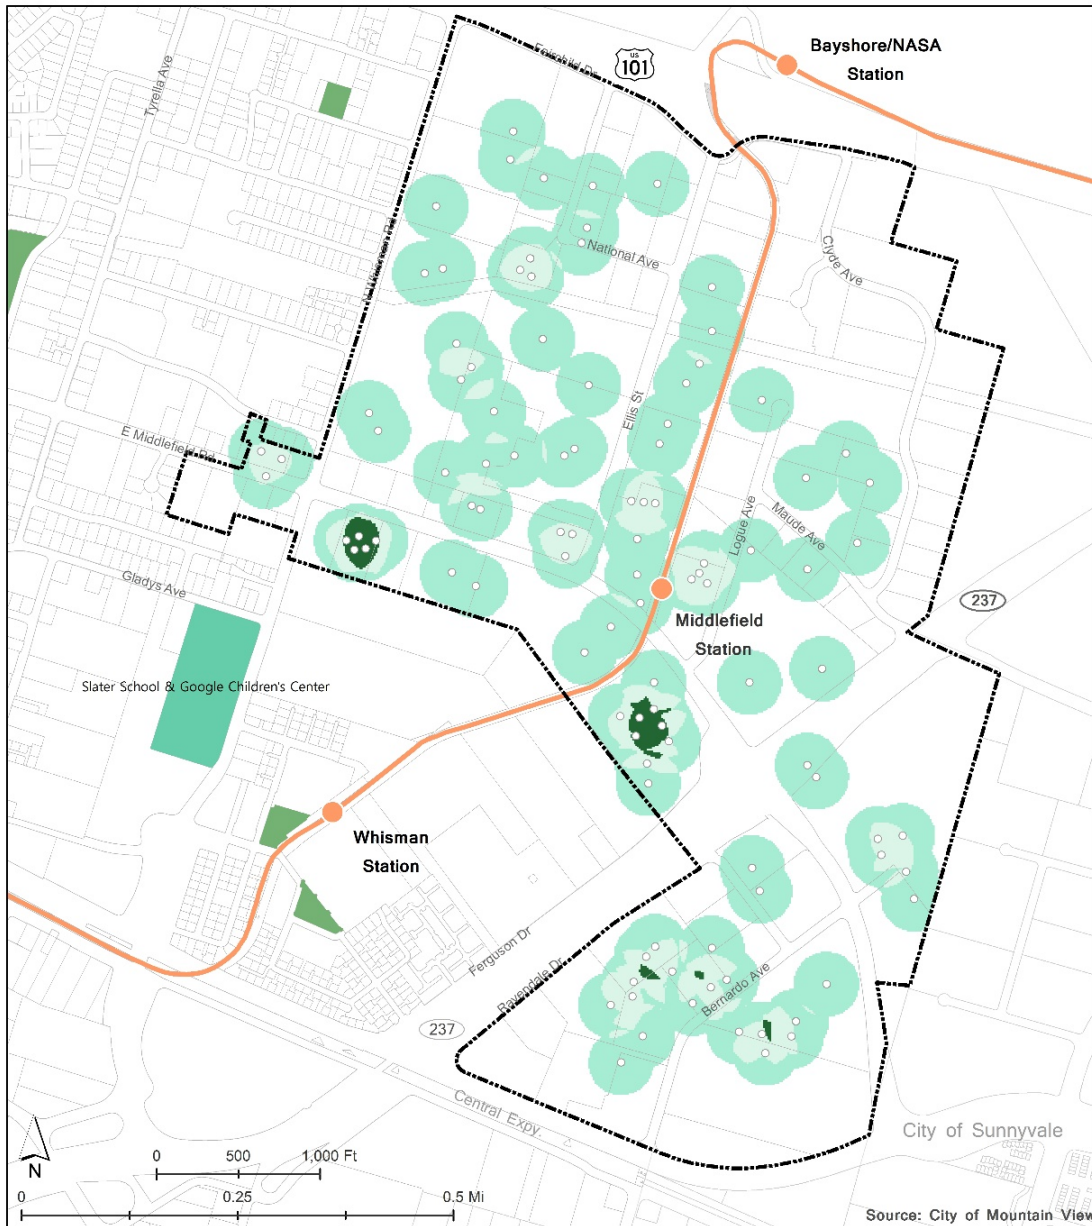 Bayshore/NASA
Station
Fairchild Dr
US
101
Tyrella Ave
N Whisman Rd
National Ave
Clyde Ave
Ellis St
E Middlefield Rd
Logue Ave
Maude Ave
Gladys Ave
237
Middlefield
Station
Slater School & Google Children's Center
Whisman
Station
Ferguson Dr
Ravendale Dr
Bernardo Ave
237
Central Expy.
City of Sunnyvale
N
0 500 1,000 Ft
0 0.25 0.5 Mi
Source: City of Mountain View